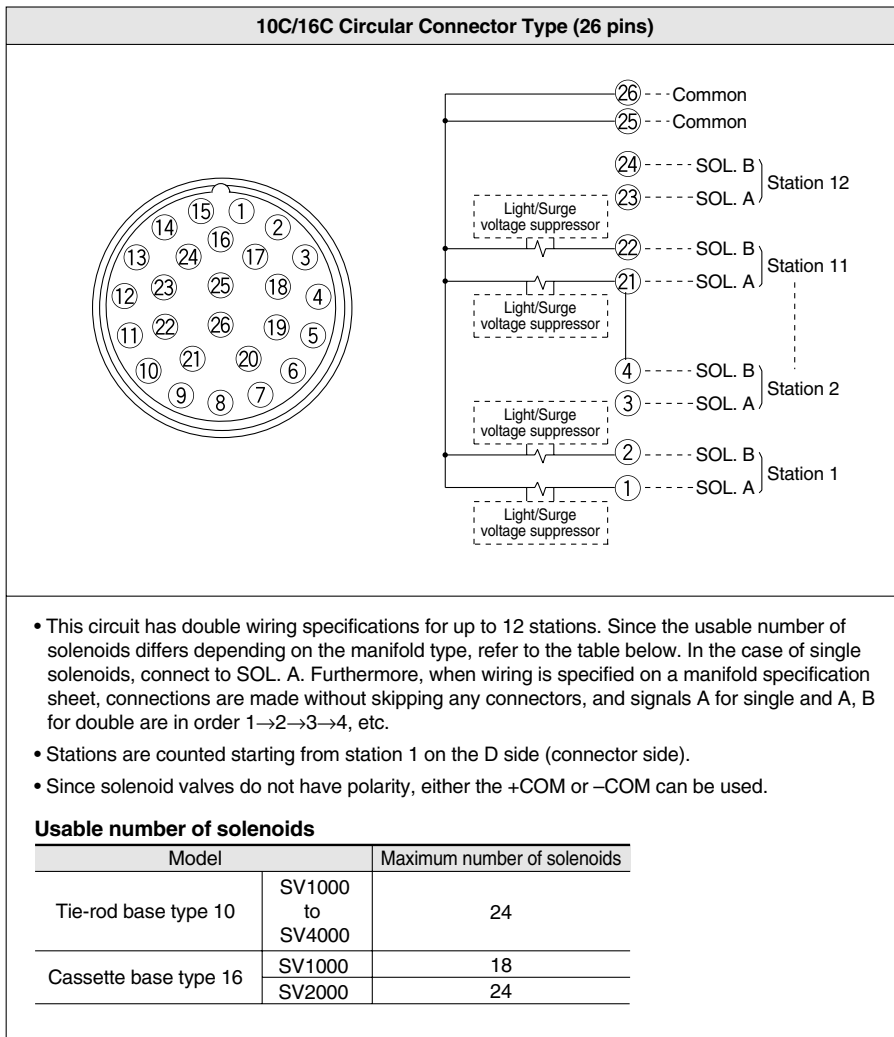 10C/16C Circular Connector Type (26 pins)
26 Common
25 Common
24 SOL. B
Station 12
23 SOL. A
Light/Surge
voltage suppressor
22 SOL. B
Station 11
21 SOL. A
Light/Surge
voltage suppressor
4 SOL. B
Station 2
3 SOL. A
Light/Surge
voltage suppressor
2 SOL. B
Station 1
1 SOL. A
Light/Surge
voltage suppressor
15 1
14 2
16
13 24 17 3
12 23 25 18 4
11 22 26 19 5
10 21 20 6
9 8 7
• This circuit has double wiring specifications for up to 12 stations. Since the usable number of
solenoids differs depending on the manifold type, refer to the table below. In the case of single
solenoids, connect to SOL. A. Furthermore, when wiring is specified on a manifold specification
sheet, connections are made without skipping any connectors, and signals A for single and A, B
for double are in order 1→2→3→4, etc.
• Stations are counted starting from station 1 on the D side (connector side).
• Since solenoid valves do not have polarity, either the +COM or –COM can be used.
Usable number of solenoids
Model Maximum number of solenoids
Tie-rod base type 10
SV1000
to
SV4000
24
Cassette base type 16
SV1000 18
SV2000 24